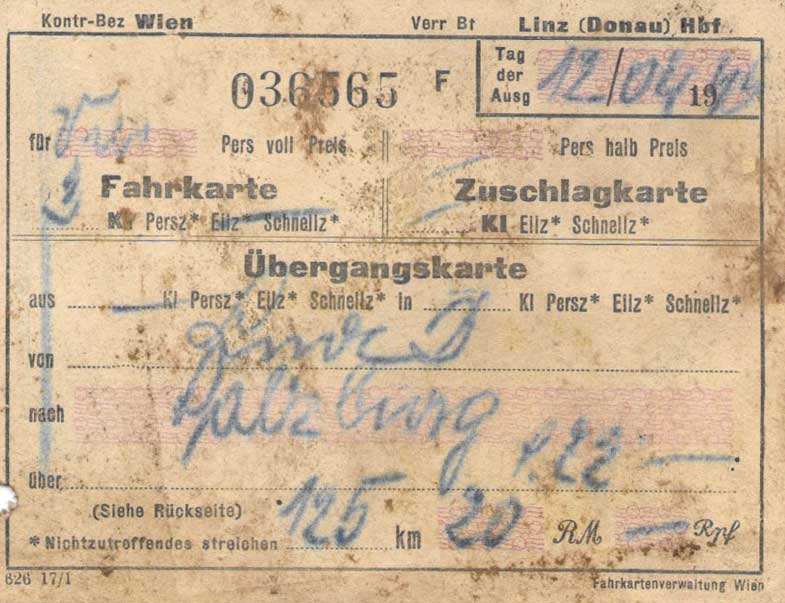 Kontr-Bez Wien Verr Bt Linz (Donau) Hbf
036565 F Tag der Ausg 12/04 19
für Pers voll Preis Pers halb Preis
Fahrkarte Zuschlagkarte
Kl Persz* Eilz* Schnellz* Kl Eilz* Schnellz*
Übergangskarte
aus Kl Persz* Eilz* Schnellz* in Kl Persz* Eilz* Schnellz*
von
nach Salzburg
über
(Siehe Rückseite)
*Nichtzutreffendes streichen 125 km 20 RM — Rpf
626 17/1 Fahrkartenverwaltung Wien